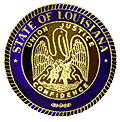 STATE OF LOUISIANA
UNION JUSTICE
CONFIDENCE